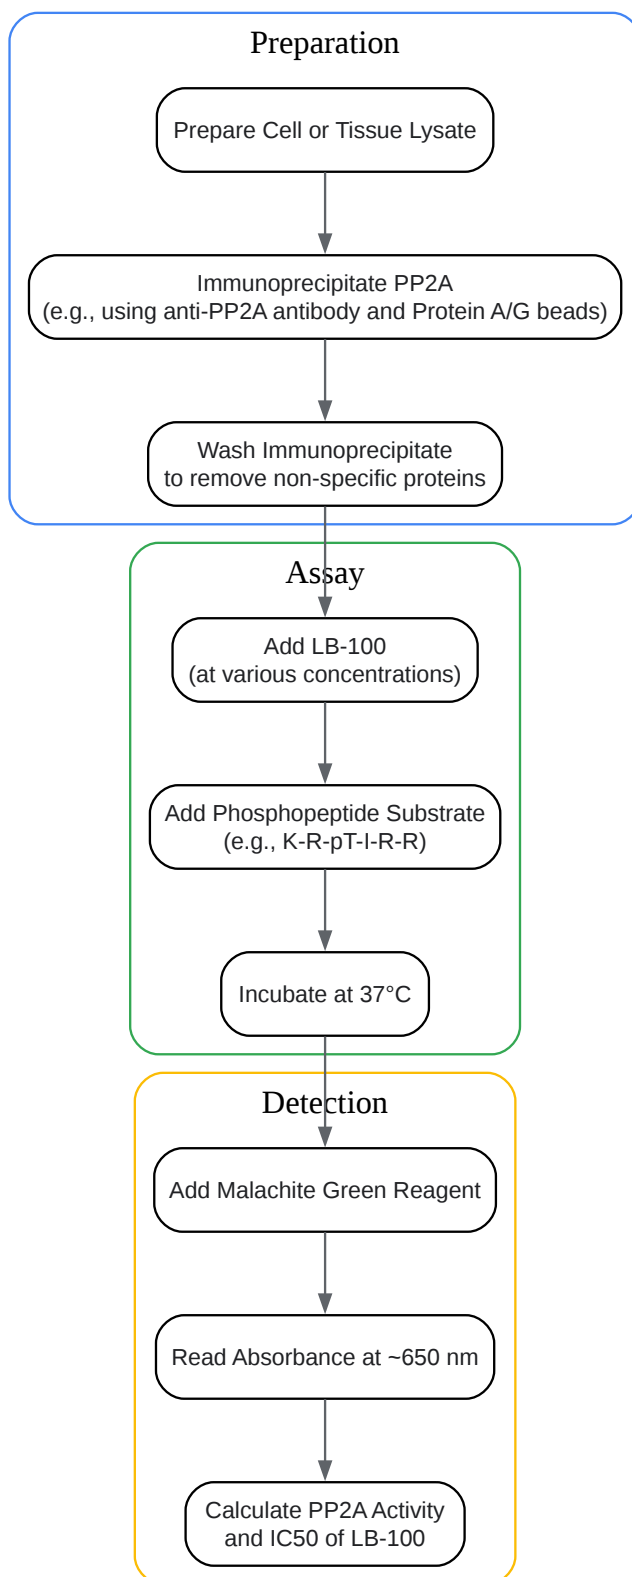 Preparation
Prepare Cell or Tissue Lysate
Immunoprecipitate PP2A
(e.g., using anti-PP2A antibody and Protein A/G beads)
Wash Immunoprecipitate
to remove non-specific proteins
Assay
Add LB-100
(at various concentrations)
Add Phosphopeptide Substrate
(e.g., K-R-pT-I-R-R)
Incubate at 37°C
Detection
Add Malachite Green Reagent
Read Absorbance at ~650 nm
Calculate PP2A Activity
and IC50 of LB-100